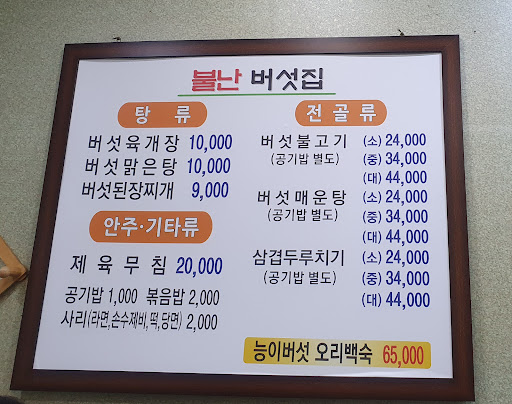 불난 버섯집
탕 류
버섯육개장 10,000
버섯맑은탕 10,000
버섯된장찌개 9,000
안주·기타류
제육무침 20,000
공기밥 1,000 볶음밥 2,000
사리(라면,손수제비,떡,당면) 2,000
전골류
버섯불고기 (소) 24,000
(공기밥 별도) (중) 34,000
(대) 44,000
버섯매운탕 (소) 24,000
(공기밥 별도) (중) 34,000
(대) 44,000
삼겹두루치기 (소) 24,000
(공기밥 별도) (중) 34,000
(대) 44,000
능이버섯 오리백숙 65,000